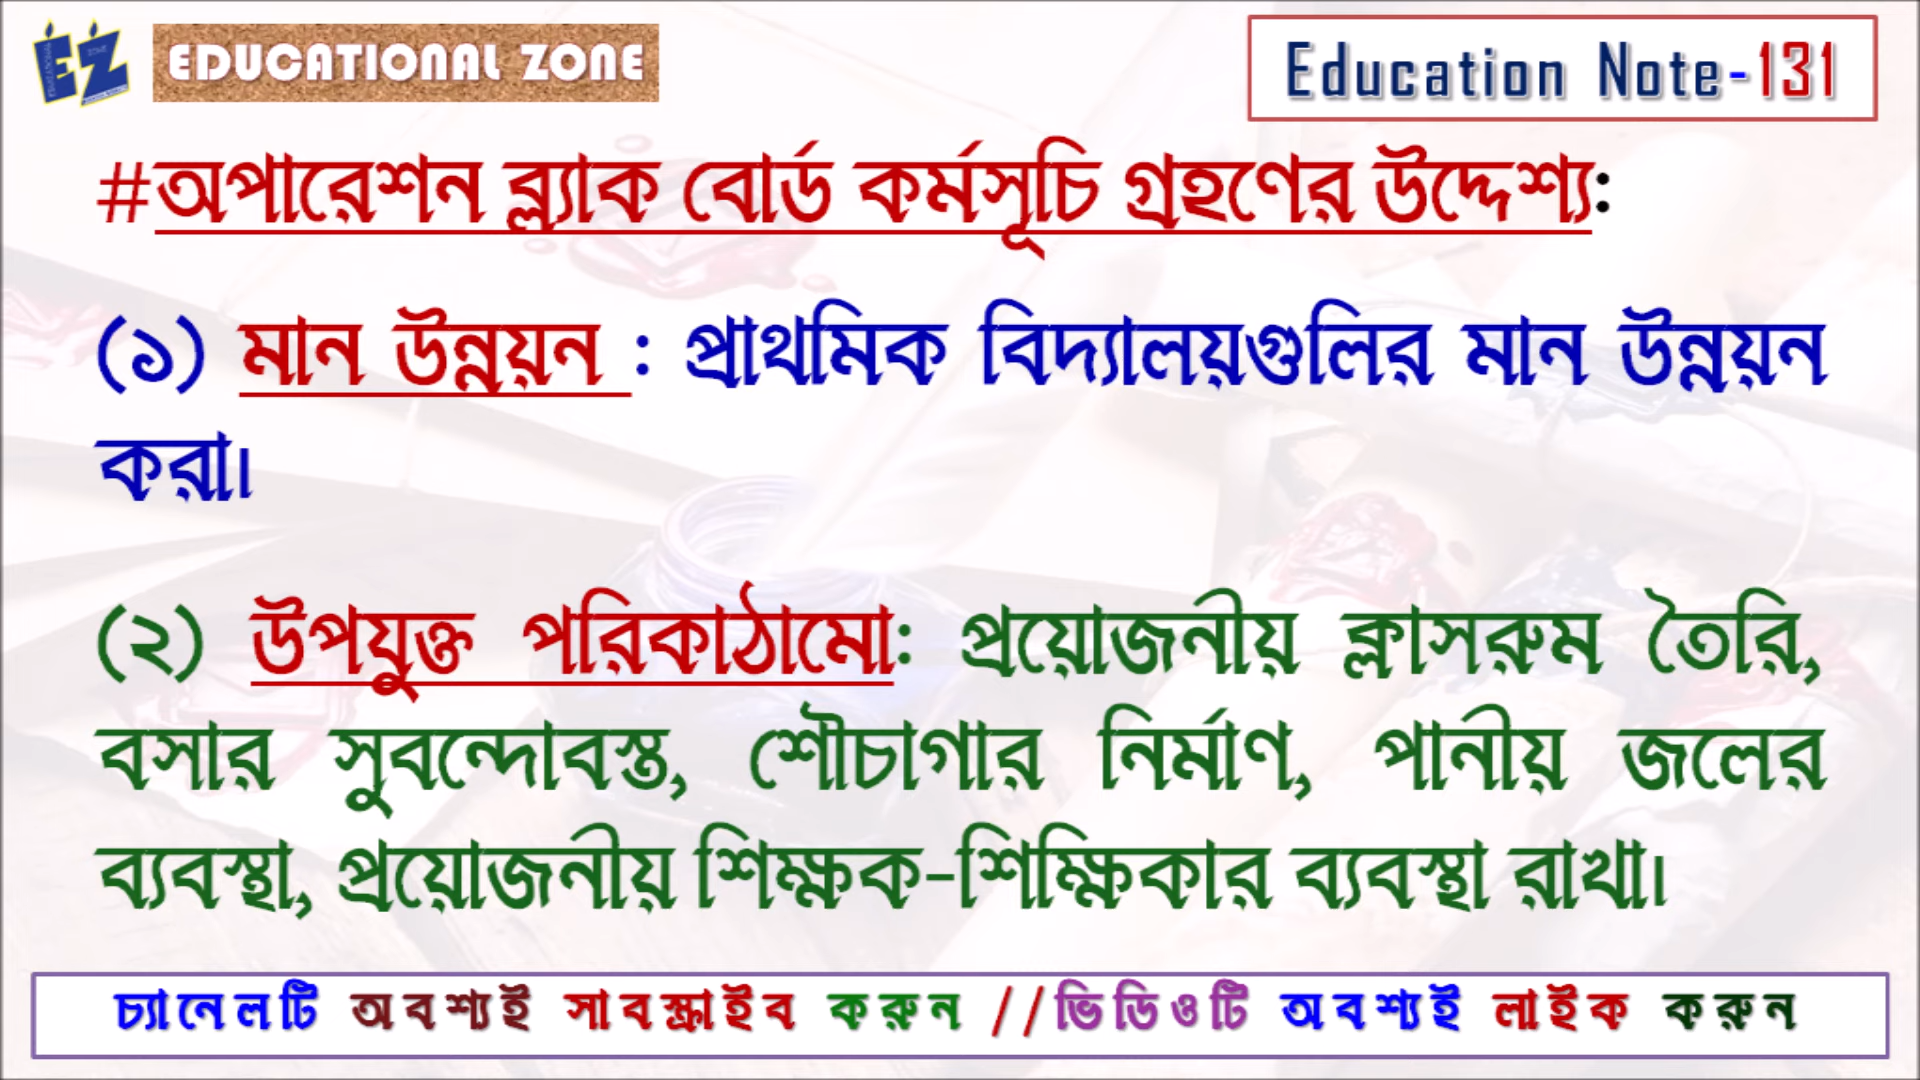 EZ EDUCATIONAL ZONE
Education Note-131
#অপারেশন ব্ল্যাক বোর্ড কর্মসূচি গ্রহণের উদ্দেশ্য:
(১) মান উন্নয়ন : প্রাথমিক বিদ্যালয়গুলির মান উন্নয়ন
করা।
(২) উপযুক্ত পরিকাঠামো: প্রয়োজনীয় ক্লাসরুম তৈরি,
বসার সুবন্দোবস্ত, শৌচাগার নির্মাণ, পানীয় জলের
ব্যবস্থা, প্রয়োজনীয় শিক্ষক-শিক্ষিকার ব্যবস্থা রাখা।
চ্যানেলটি অবশ্যই সাবস্ক্রাইব করুন //ভিডিওটি অবশ্যই লাইক করুন